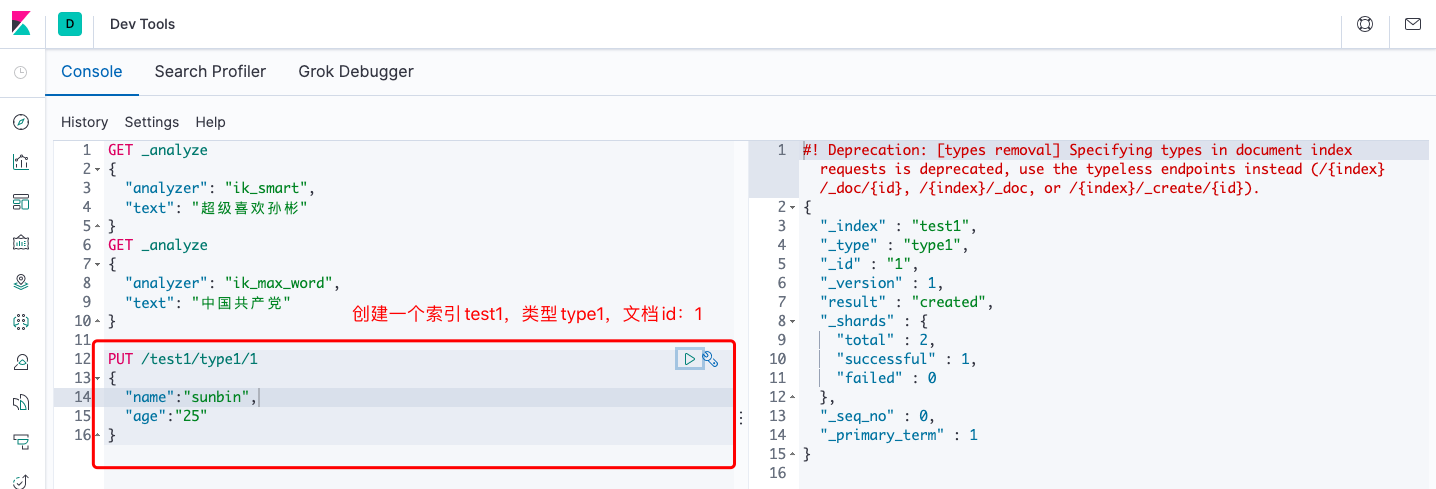 D Dev Tools
Console Search Profiler Grok Debugger
History Settings Help
1 GET _analyze
2 {
3 "analyzer": "ik_smart",
4 "text": "超级喜欢孙彬"
5 }
6 GET _analyze
7 {
8 "analyzer": "ik_max_word",
9 "text": "中国共产党"
10 }
创建一个索引test1，类型type1，文档id：1
11
12 PUT /test1/type1/1
13 {
14 "name":"sunbin",
15 "age":"25"
16 }
1 #! Deprecation: [types removal] Specifying types in document index
requests is deprecated, use the typeless endpoints instead (/{index}
/_doc/{id}, /{index}/_doc, or /{index}/_create/{id}).
2 {
3 "_index" : "test1",
4 "_type" : "type1",
5 "_id" : "1",
6 "_version" : 1,
7 "result" : "created",
8 "_shards" : {
9 "total" : 2,
10 "successful" : 1,
11 "failed" : 0
12 },
13 "_seq_no" : 0,
14 "_primary_term" : 1
15 }
16